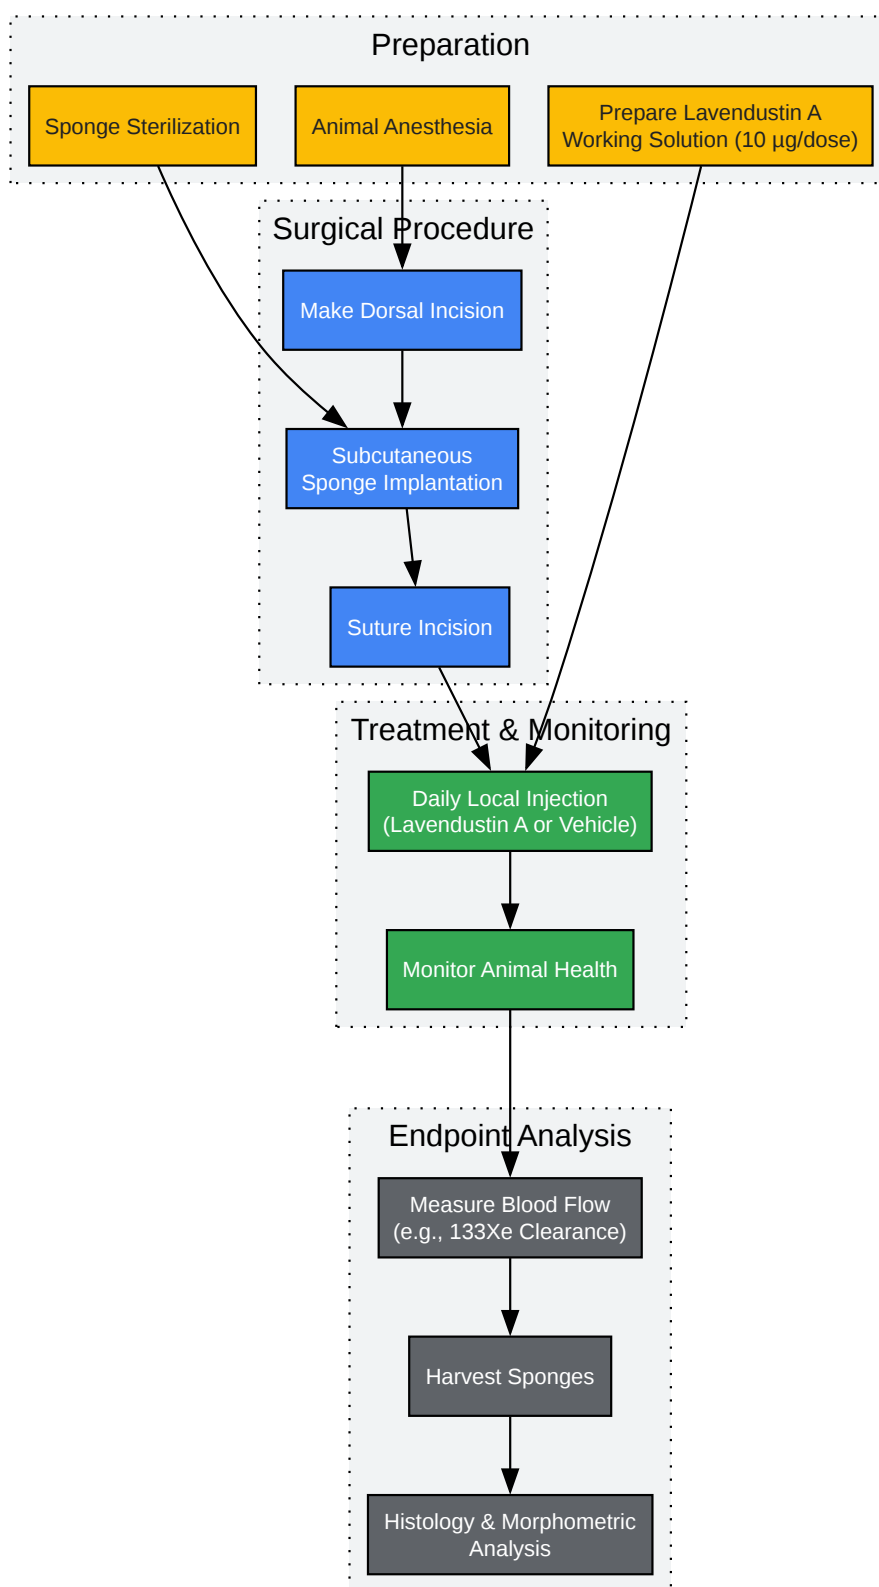 Preparation
Sponge Sterilization
Animal Anesthesia
Prepare Lavendustin A
Working Solution (10 µg/dose)
Surgical Procedure
Make Dorsal Incision
Subcutaneous
Sponge Implantation
Suture Incision
Treatment & Monitoring
Daily Local Injection
(Lavendustin A or Vehicle)
Monitor Animal Health
Endpoint Analysis
Measure Blood Flow
(e.g., 133Xe Clearance)
Harvest Sponges
Histology & Morphometric
Analysis